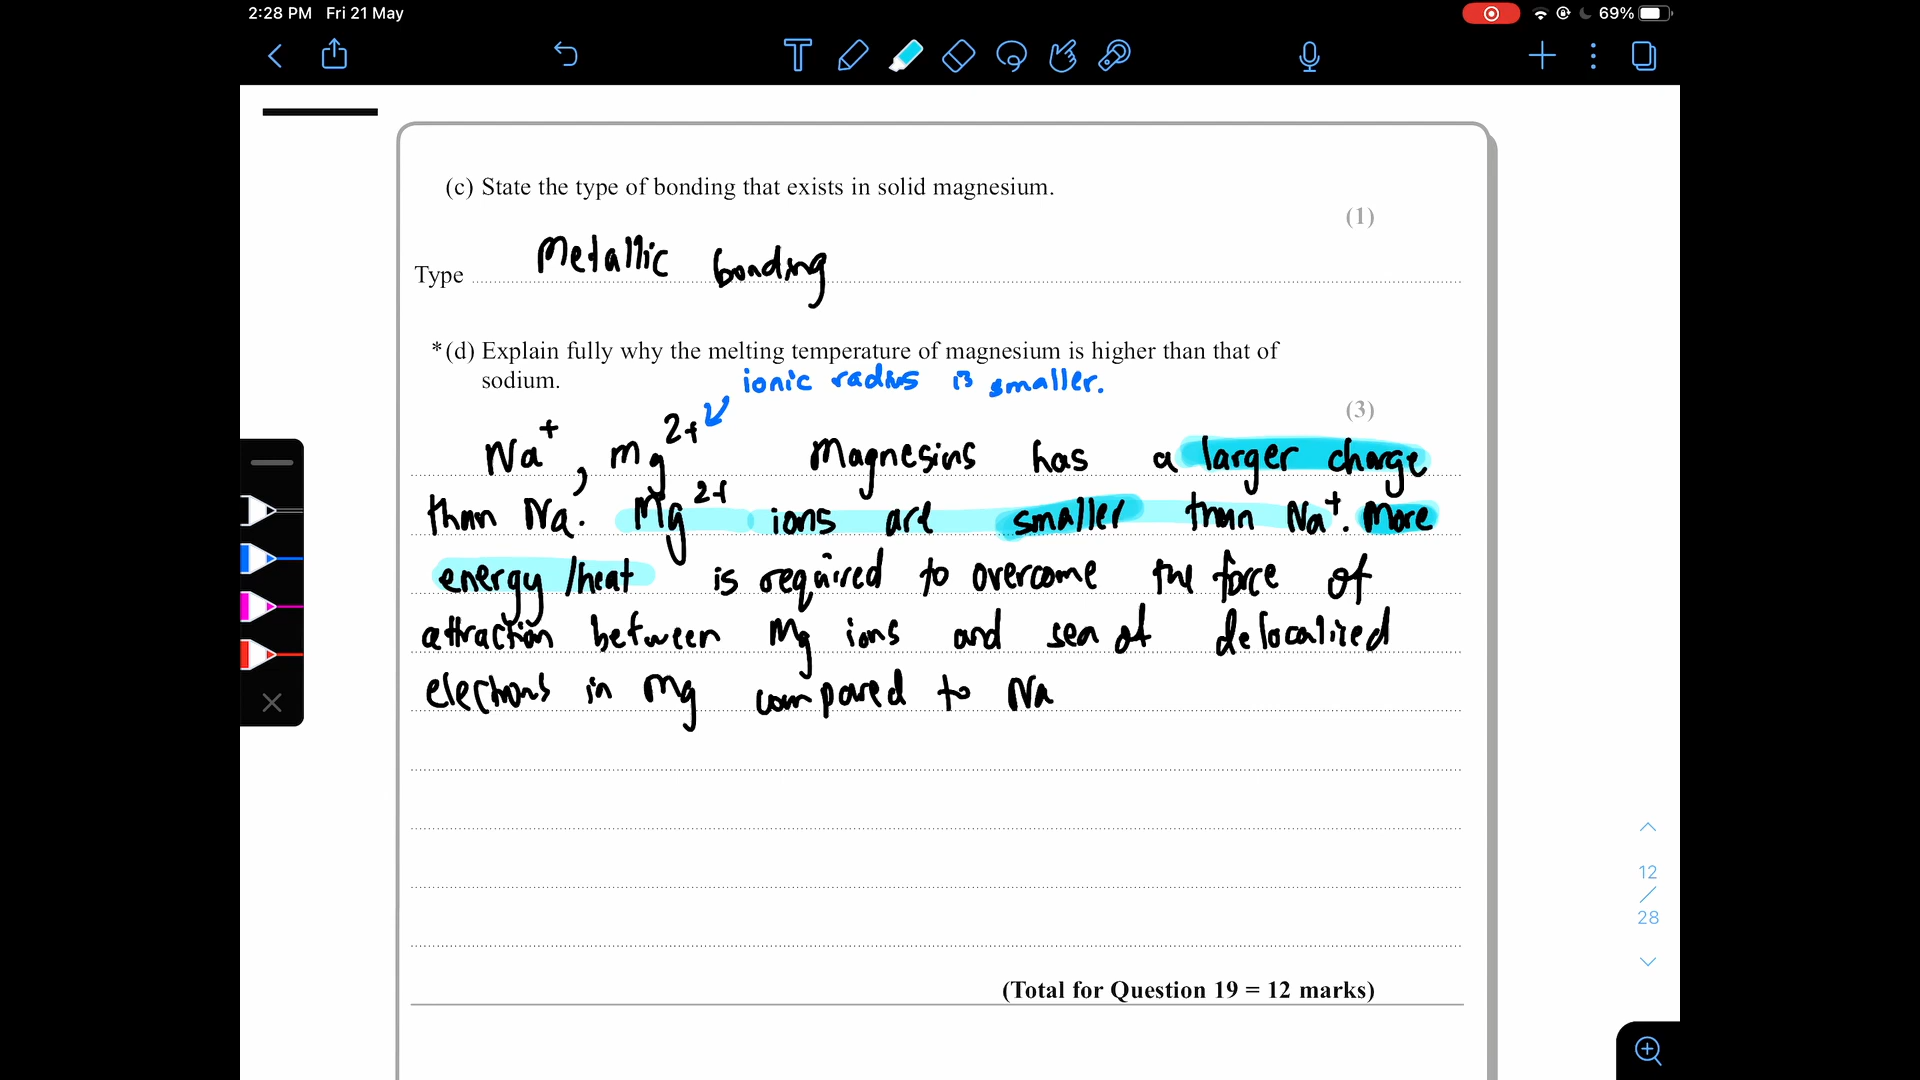 2:28 PM Fri 21 May
69%
(c) State the type of bonding that exists in solid magnesium.
(1)
Type Metallic bonding
*(d) Explain fully why the melting temperature of magnesium is higher than that of
sodium.
ionic radius is smaller.
(3)
Na⁺, Mg²⁺ Magnesius has a larger charge
than Na. Mg²⁺ ions are smaller than Na⁺. More
energy/heat is required to overcome the force of
attraction between Mg ions and sea of delocalized
electrons in Mg compared to Na
12
/
28
(Total for Question 19 = 12 marks)